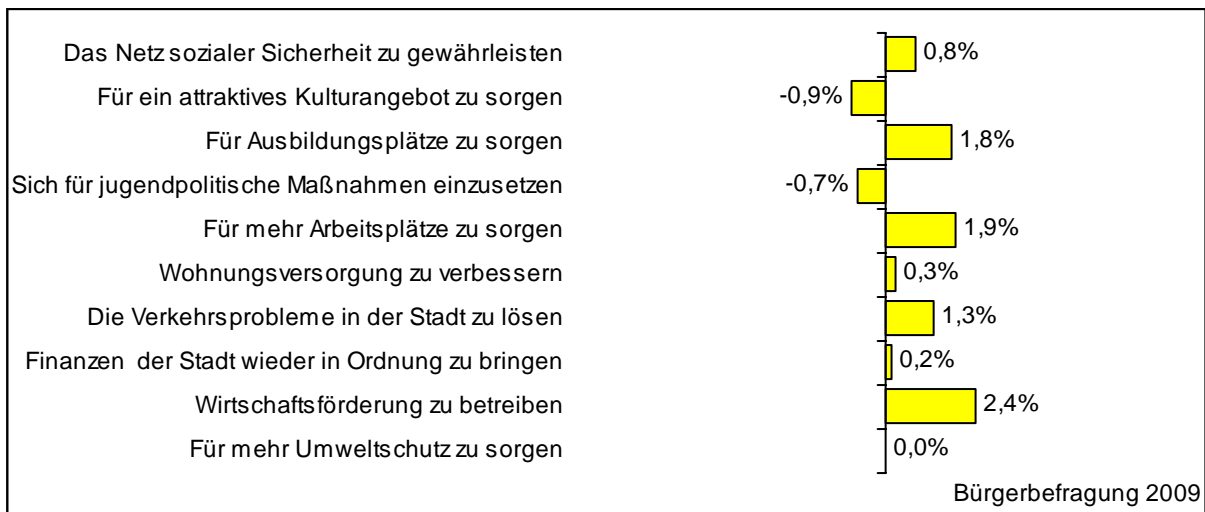 Das Netz sozialer Sicherheit zu gewährleisten 0,8%
Für ein attraktives Kulturangebot zu sorgen -0,9%
Für Ausbildungsplätze zu sorgen 1,8%
Sich für jugendpolitische Maßnahmen einzusetzen -0,7%
Für mehr Arbeitsplätze zu sorgen 1,9%
Wohnungsversorgung zu verbessern 0,3%
Die Verkehrsprobleme in der Stadt zu lösen 1,3%
Finanzen der Stadt wieder in Ordnung zu bringen 0,2%
Wirtschaftsförderung zu betreiben 2,4%
Für mehr Umweltschutz zu sorgen 0,0%
Bürgerbefragung 2009